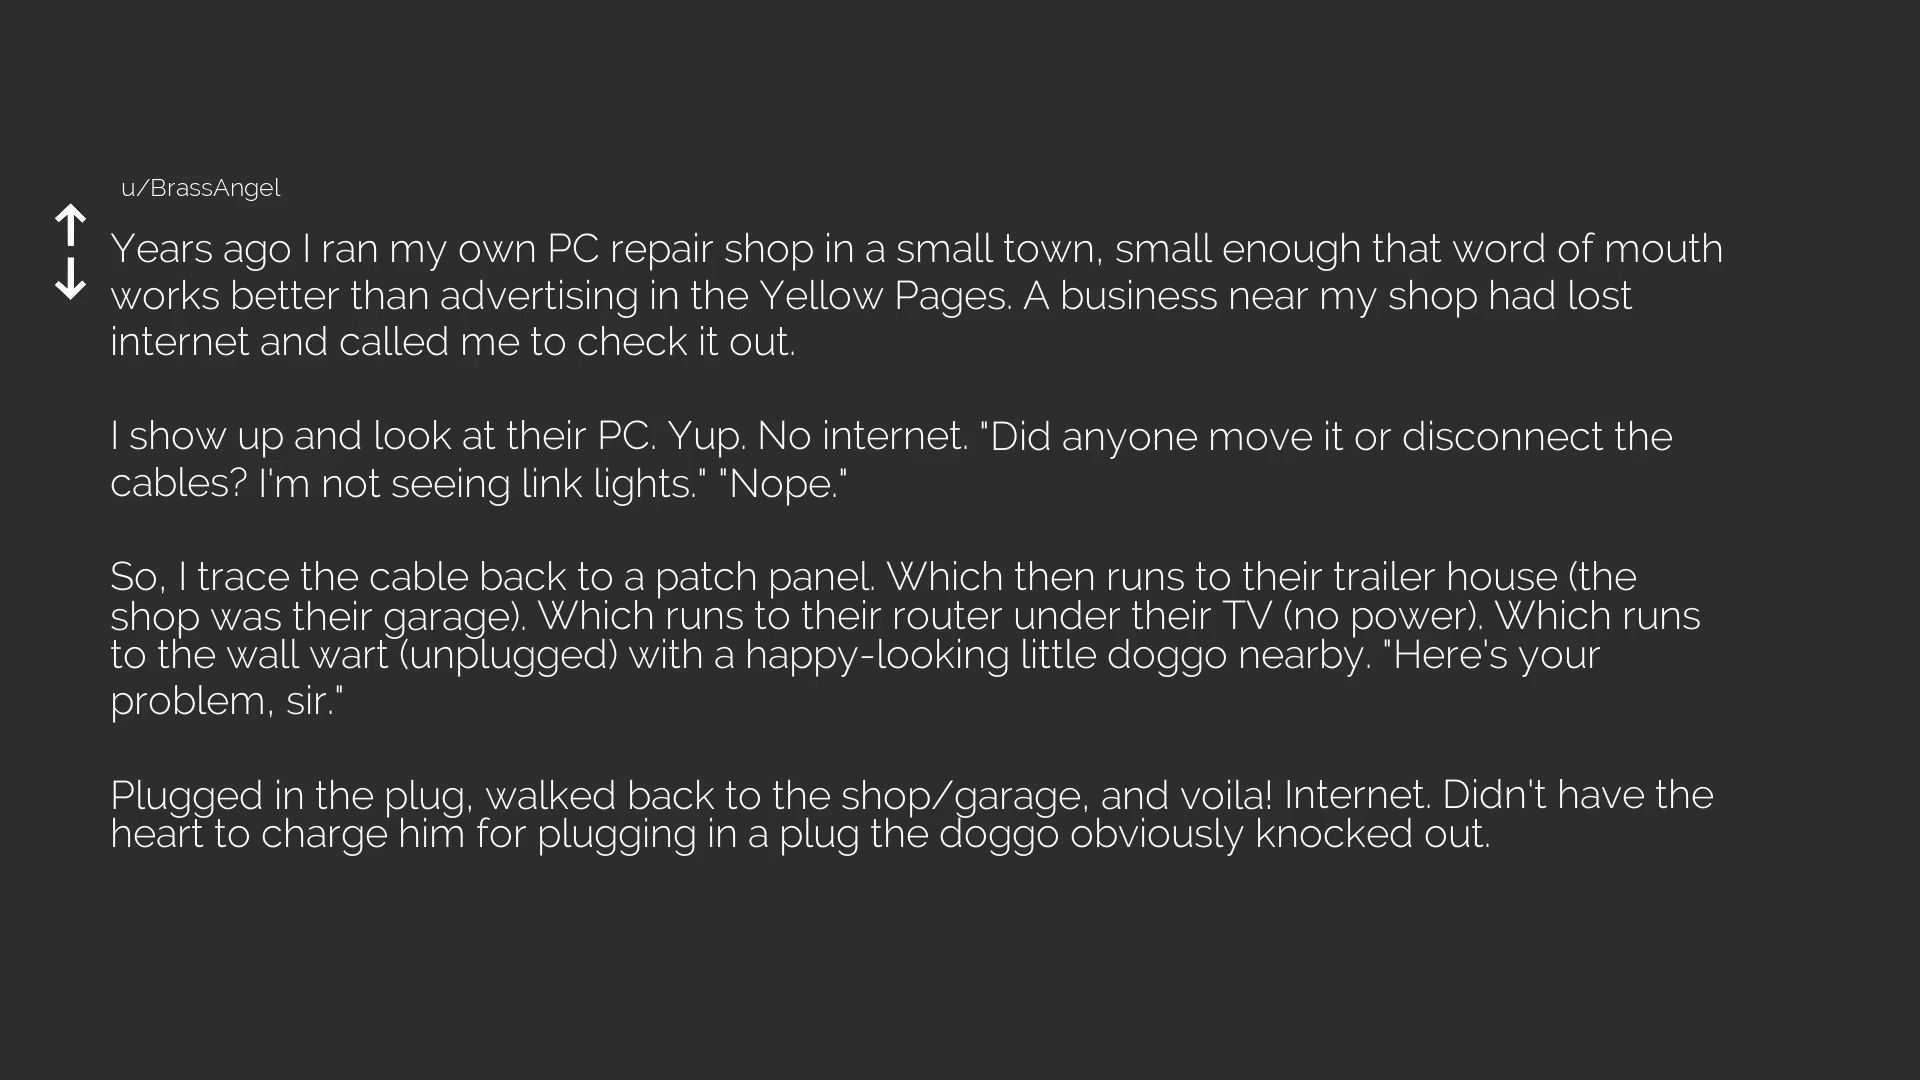 u/BrassAngel
Years ago I ran my own PC repair shop in a small town, small enough that word of mouth
works better than advertising in the Yellow Pages. A business near my shop had lost
internet and called me to check it out.
I show up and look at their PC. Yup. No internet. "Did anyone move it or disconnect the
cables? I'm not seeing link lights." "Nope."
So, I trace the cable back to a patch panel. Which then runs to their trailer house (the
shop was their garage). Which runs to their router under their TV (no power). Which runs
to the wall wart (unplugged) with a happy-looking little doggo nearby. "Here's your
problem, sir."
Plugged in the plug, walked back to the shop/garage, and voila! Internet. Didn't have the
heart to charge him for plugging in a plug the doggo obviously knocked out.